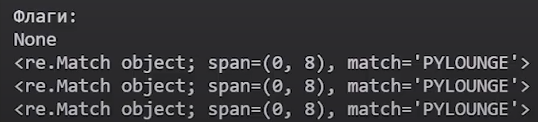 Флаги:
None
<re.Match object; span=(0, 8), match='PYLOUNGE'>
<re.Match object; span=(0, 8), match='PYLOUNGE'>
<re.Match object; span=(0, 8), match='PYLOUNGE'>